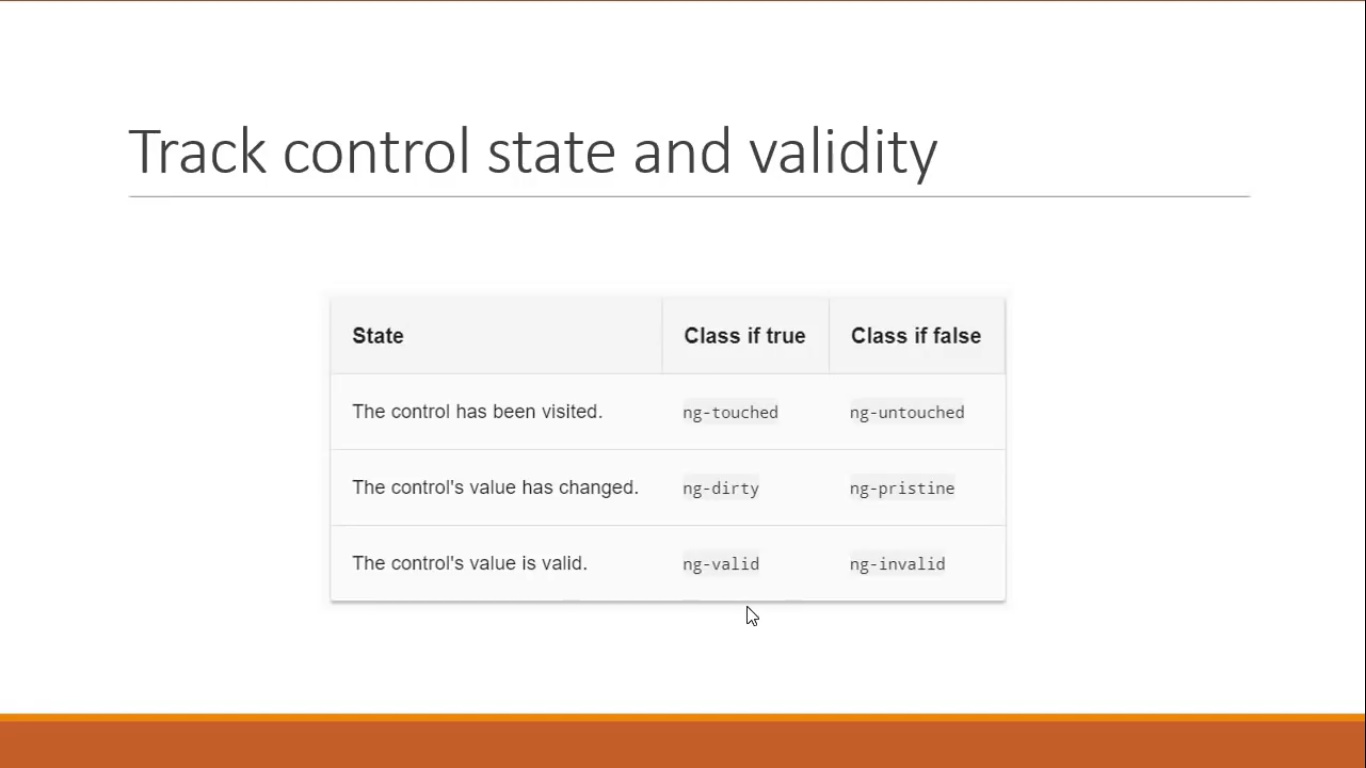 Track control state and validity
State Class if true Class if false
The control has been visited. ng-touched ng-untouched
The control's value has changed. ng-dirty ng-pristine
The control's value is valid. ng-valid ng-invalid